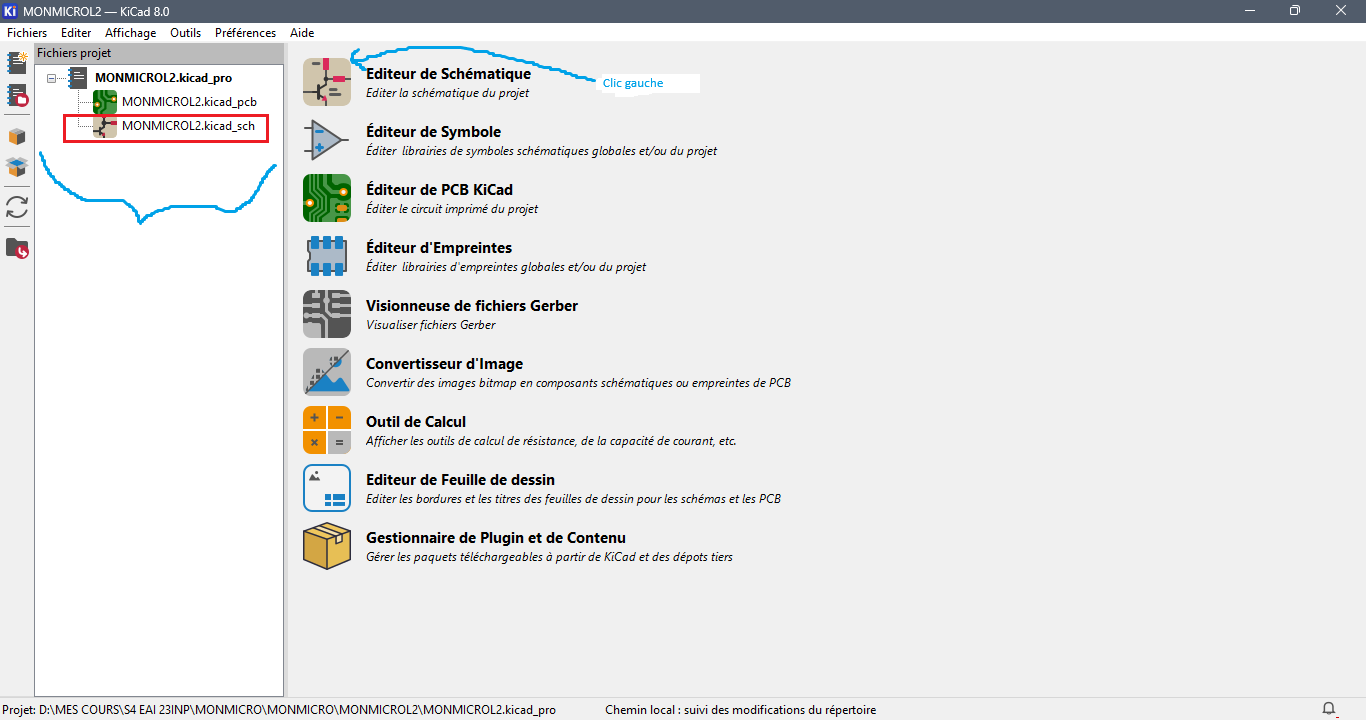 MONMICROL2 — KiCad 8.0
Fichiers Editer Affichage Outils Préférences Aide
Fichiers projet
MONMICROL2.kicad_pro
MONMICROL2.kicad_pcb
MONMICROL2.kicad_sch
Editeur de Schématique
Editer la schématique du projet
Clic gauche
Éditeur de Symbole
Éditer librairies de symboles schématiques globales et/ou du projet
Éditeur de PCB KiCad
Éditer le circuit imprimé du projet
Éditeur d'Empreintes
Éditer librairies d'empreintes globales et/ou du projet
Visionneuse de fichiers Gerber
Visualiser fichiers Gerber
Convertisseur d'Image
Convertir des images bitmap en composants schématiques ou empreintes de PCB
Outil de Calcul
Afficher les outils de calcul de résistance, de la capacité de courant, etc.
Editeur de Feuille de dessin
Editer les bordures et les titres des feuilles de dessin pour les schémas et les PCB
Gestionnaire de Plugin et de Contenu
Gérer les paquets téléchargeables à partir de KiCad et des dépots tiers
Projet: D:\MES COURS\S4 EAI 23INP\MONMICRO\MONMICRO\MONMICROL2\MONMICROL2.kicad_pro
Chemin local : suivi des modifications du répertoire